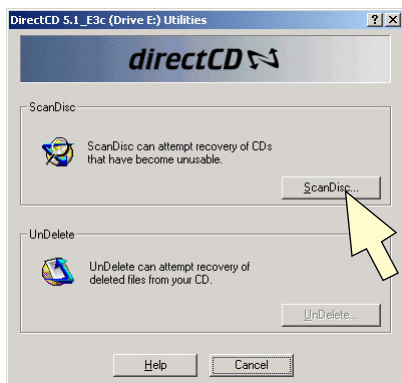 DirectCD 5.1_E3c (Drive E:) Utilities
directCD
ScanDisc
ScanDisc can attempt recovery of CDs
that have become unusable.
ScanDisc...
UnDelete
UnDelete can attempt recovery of
deleted files from your CD.
UnDelete...
Help
Cancel